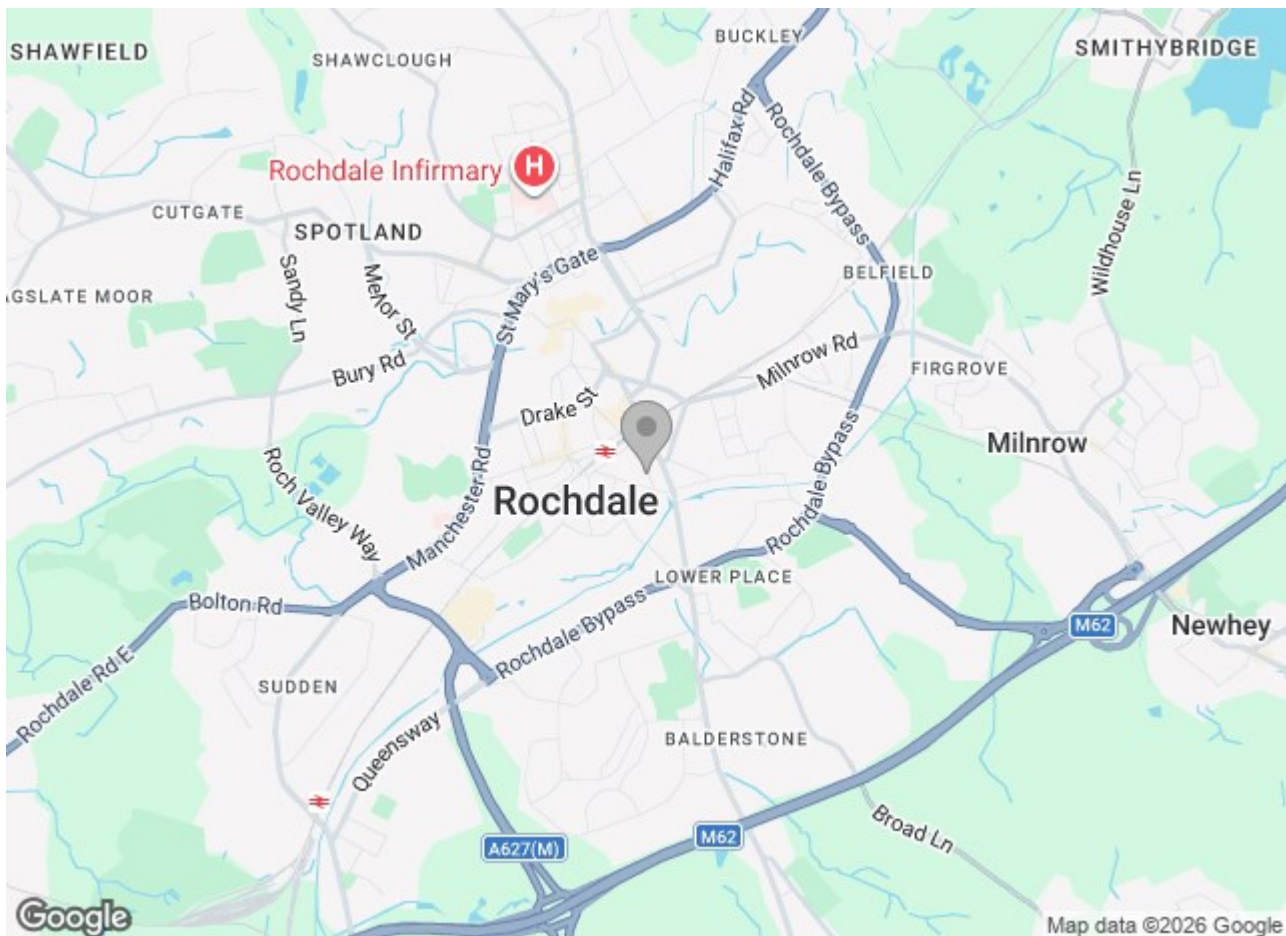 BUCKLEY
SHAWFIELD
SMITHYBRIDGE
SHAWCLOUGH
Halifax Rd
Rochdale Bypass
H
Rochdale Infirmary
CUTGATE
SPOTLAND
Wildhouse Ln
St Mary's Gate
Sandy Ln
Mellor St
BELFIELD
AGSLATE MOOR
Bury Rd
Milnrow Rd
FIRGROVE
Drake St
Milnrow
Roch Valley Way
Manchester Rd
Rochdale Bypass
Rochdale
Rochdale Bypass
LOWER PLACE
Bolton Rd
M62
Newhey
Rochdale Bypass
Rochdale Rd E
SUDDEN
Queensway
BALDERSTONE
Broad Ln
M62
A627(M)
Google
Map data ©2026 Google